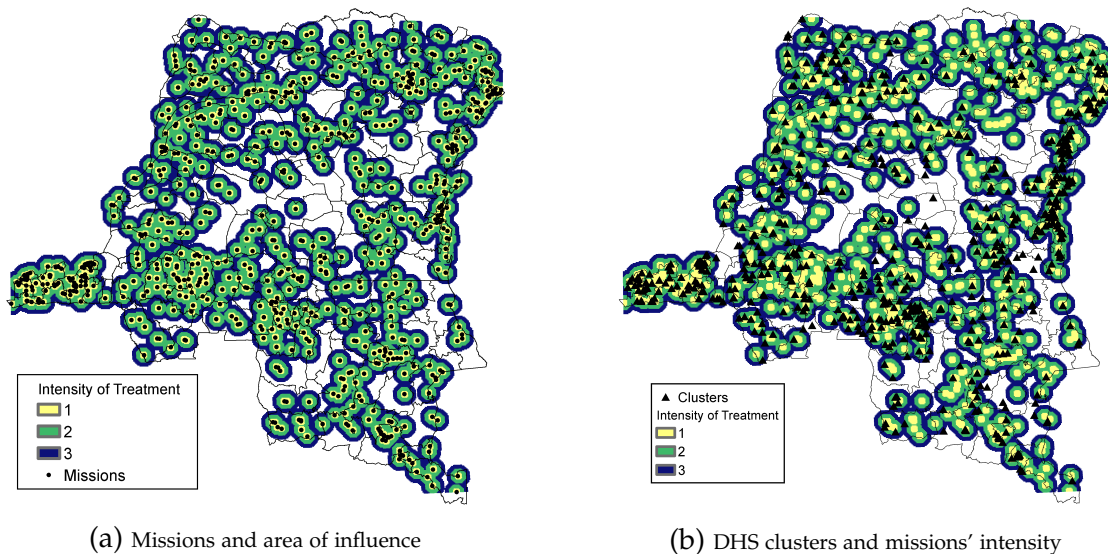 Intensity of Treatment
1
2
3
Missions
(a) Missions and area of influence
Clusters
Intensity of Treatment
1
2
3
(b) DHS clusters and missions' intensity